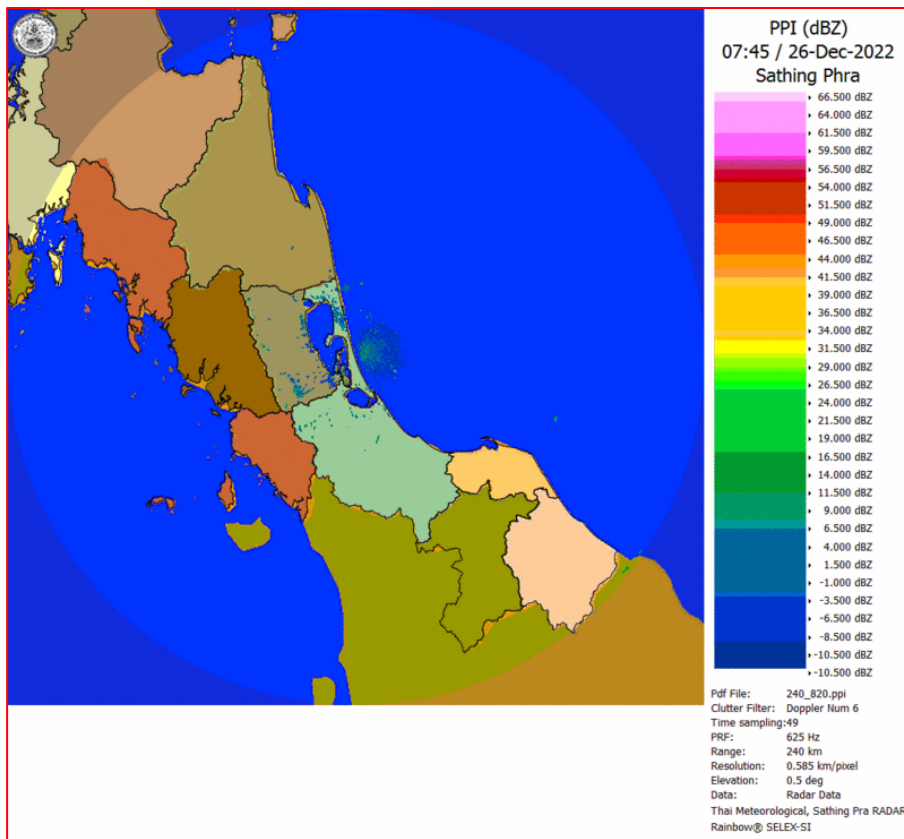 PPI (dBZ)
07:45 / 26-Dec-2022
Sathing Phra
66.500 dBZ
64.000 dBZ
61.500 dBZ
59.500 dBZ
56.500 dBZ
54.000 dBZ
51.500 dBZ
49.000 dBZ
46.500 dBZ
44.000 dBZ
41.500 dBZ
39.000 dBZ
36.500 dBZ
34.000 dBZ
31.500 dBZ
29.000 dBZ
26.500 dBZ
24.000 dBZ
21.500 dBZ
19.000 dBZ
16.500 dBZ
14.000 dBZ
11.500 dBZ
9.000 dBZ
6.500 dBZ
4.000 dBZ
1.500 dBZ
-1.000 dBZ
-3.500 dBZ
-6.500 dBZ
-8.500 dBZ
-10.500 dBZ
-10.500 dBZ
Pdf File: 240_820.ppi
Clutter Filter: Doppler Num 6
Time sampling:49
PRF: 625 Hz
Range: 240 km
Resolution: 0.585 km/pixel
Elevation: 0.5 deg
Data: Radar Data
Thai Meteorological, Sathing Pra RADAR
Rainbow® SELEX-SI